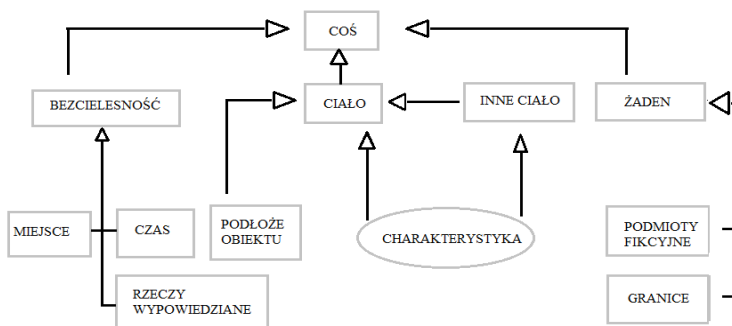 COŚ
BEZCIELESNOŚĆ
CIAŁO
INNE CIAŁO
ŻADEN
MIEJSCE
CZAS
PODŁOŻE
OBIEKTU
CHARAKTERYSTYKA
PODMIOTY
FIKCYJNE
RZECZY
WYPOWIEDZIANE
GRANICE